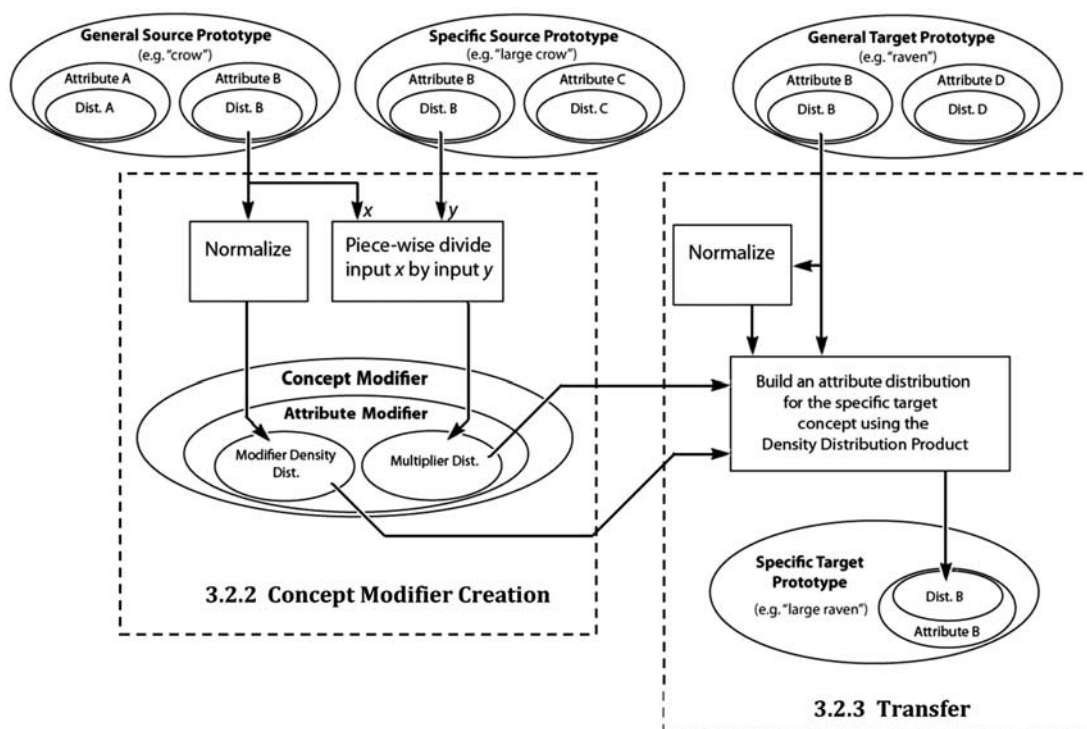 General Source Prototype
(e.g. "crow")
Attribute A
Dist. A
Attribute B
Dist. B
Specific Source Prototype
(e.g. "large crow")
Attribute B
Dist. B
Attribute C
Dist. C
General Target Prototype
(e.g. "raven")
Attribute B
Dist. B
Attribute D
Dist. D
x
y
Normalize
Piece-wise divide
input x by input y
Normalize
Concept Modifier
Attribute Modifier
Modifier Density
Dist.
Multiplier Dist.
Build an attribute distribution
for the specific target
concept using the
Density Distribution Product
3.2.2 Concept Modifier Creation
Specific Target
Prototype
(e.g. "large raven")
Dist. B
Attribute B
3.2.3 Transfer